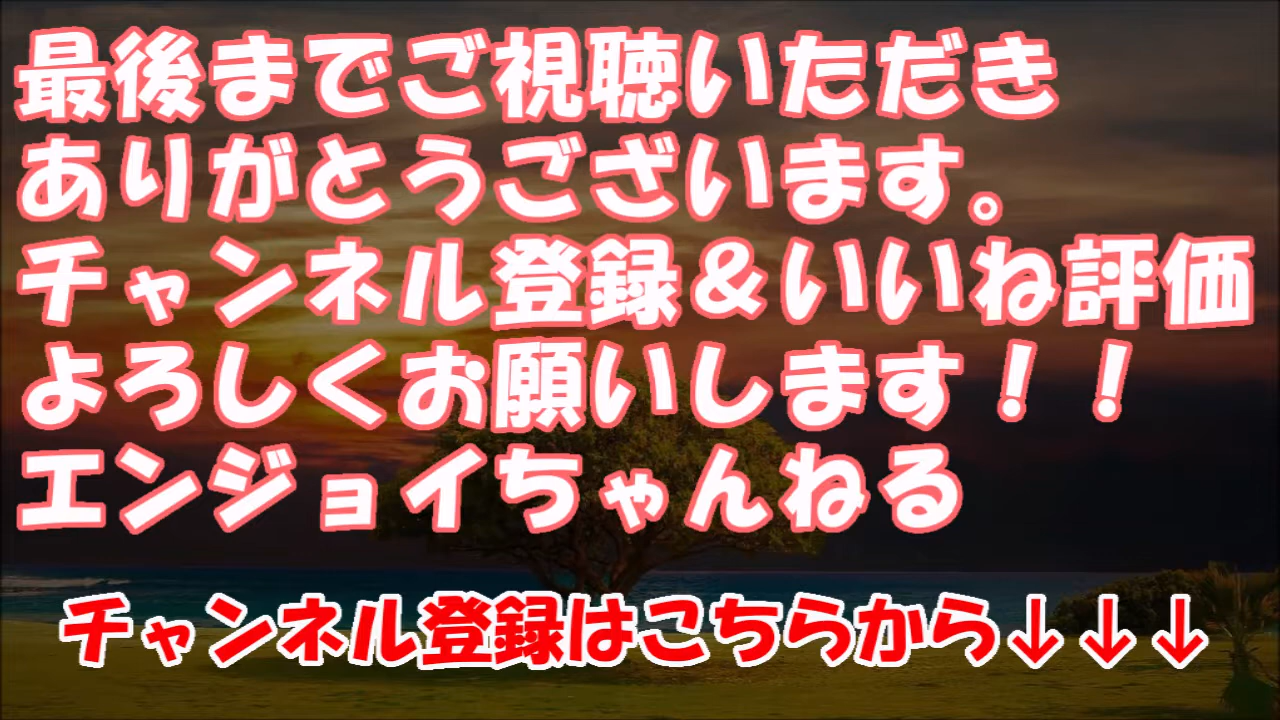 最後までご視聴いただき
ありがとうございます。
チャンネル登録＆いいね評価
よろしくお願いします！！
エンジョイちゃんねる
チャンネル登録はこちらから↓↓↓